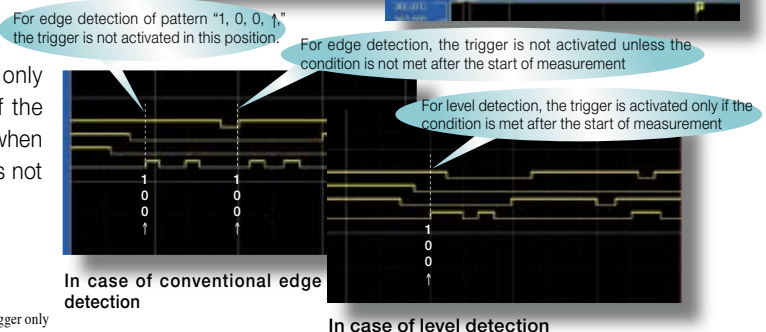 For edge detection of pattern “1, 0, 0, ↑,”
the trigger is not activated in this position.
For edge detection, the trigger is not activated unless the
condition is not met after the start of measurement
For level detection, the trigger is activated only if the
condition is met after the start of measurement
only
f the
when
s not
1 1
0 0
0 0
↑ ↑
1
0
0
↑
In case of conventional edge
detection
In case of level detection
gger only